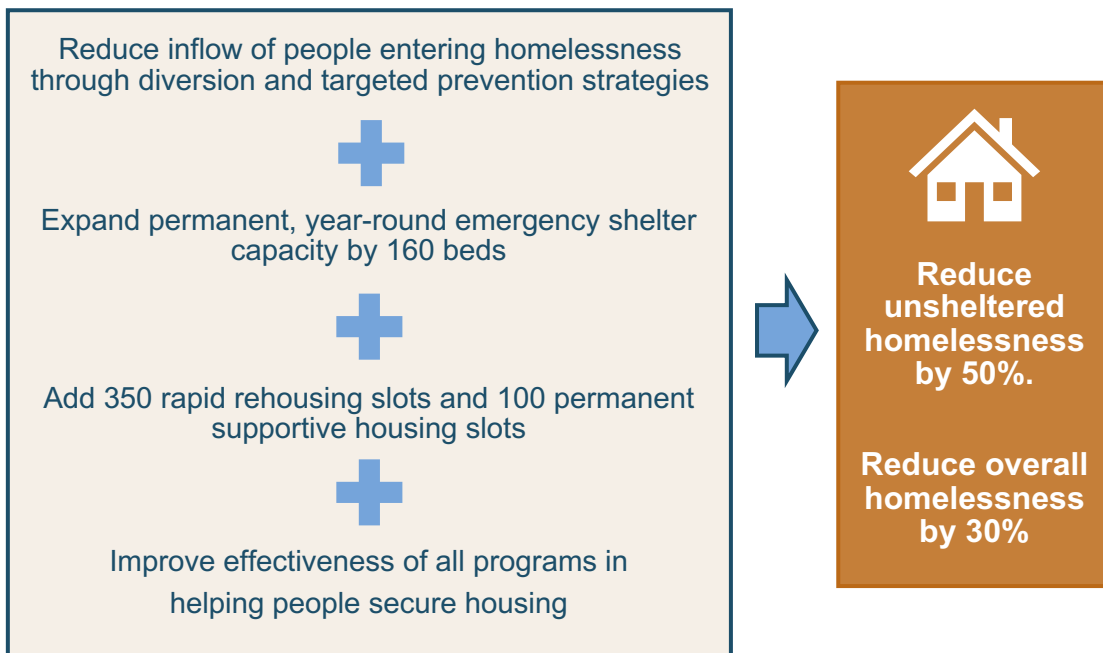 Reduce inflow of people entering homelessness
through diversion and targeted prevention strategies
Expand permanent, year-round emergency shelter
capacity by 160 beds
Add 350 rapid rehousing slots and 100 permanent
supportive housing slots
Improve effectiveness of all programs in
helping people secure housing
Reduce
unsheltered
homelessness
by 50%.
Reduce overall
homelessness
by 30%